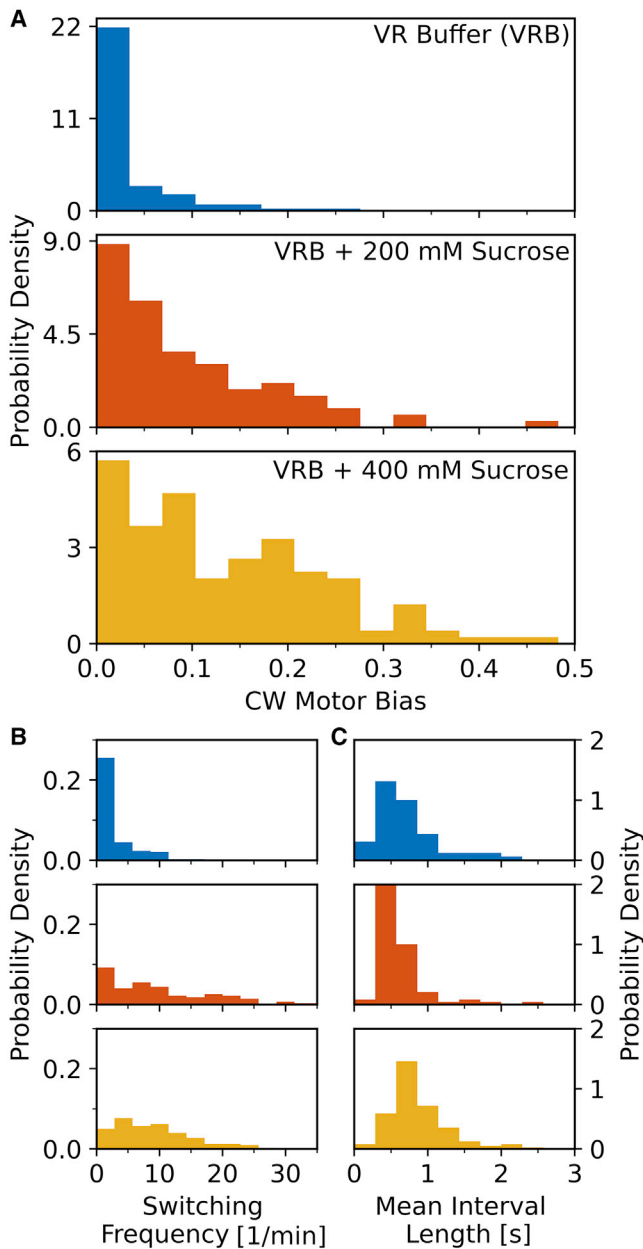 A
VR Buffer (VRB)
22
11
0
VRB + 200 mM Sucrose
9.0
4.5
0.0
VRB + 400 mM Sucrose
6
3
0
Probability Density
0.0 0.1 0.2 0.3 0.4 0.5
CW Motor Bias
B
0.2
0.0
0.2
0.0
0.2
0.0
Probability Density
0 10 20 30
Switching
Frequency [1/min]
C
2
1
0
2
1
0
2
1
0
Probability Density
0 1 2 3
Mean Interval
Length [s]